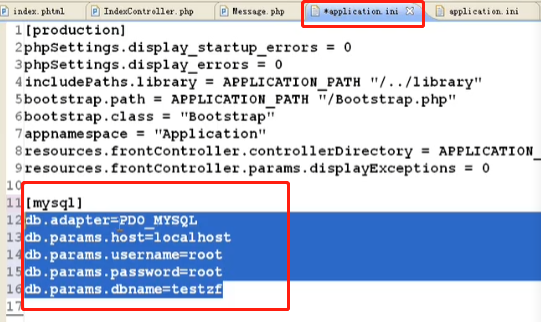 index.phtml IndexController.php Message.php *application.ini application.ini
1 [production]
2 phpSettings.display_startup_errors = 0
3 phpSettings.display_errors = 0
4 includePaths.library = APPLICATION_PATH "/../library"
5 bootstrap.path = APPLICATION_PATH "/Bootstrap.php"
6 bootstrap.class = "Bootstrap"
7 appnamespace = "Application"
8 resources.frontController.controllerDirectory = APPLICATION_
9 resources.frontController.params.displayExceptions = 0
10
11 [mysql]
12 db.adapter=PDO_MYSQL
13 db.params.host=localhost
14 db.params.username=root
15 db.params.password=root
16 db.params.dbname=testzf
17